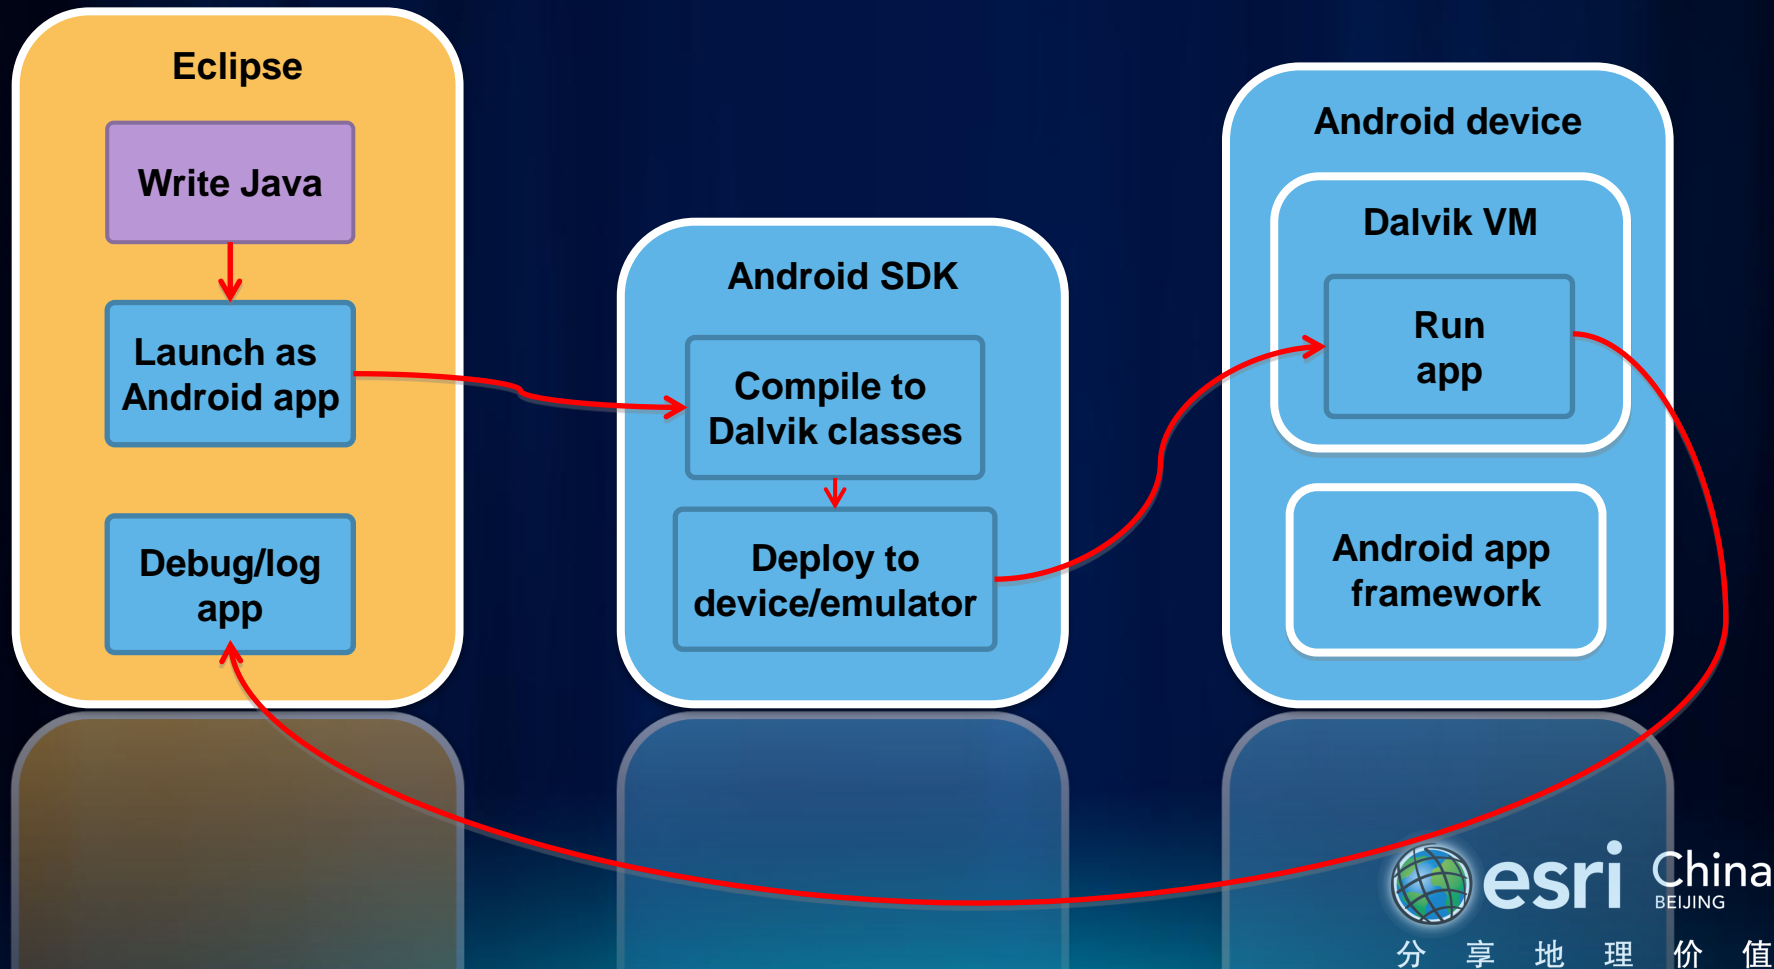 Eclipse
Write Java
Launch as
Android app
Debug/log
app
Android SDK
Compile to
Dalvik classes
Deploy to
device/emulator
Android device
Dalvik VM
Run
app
Android app
framework
esri China
BEIJING
分 享 地 理 价 值